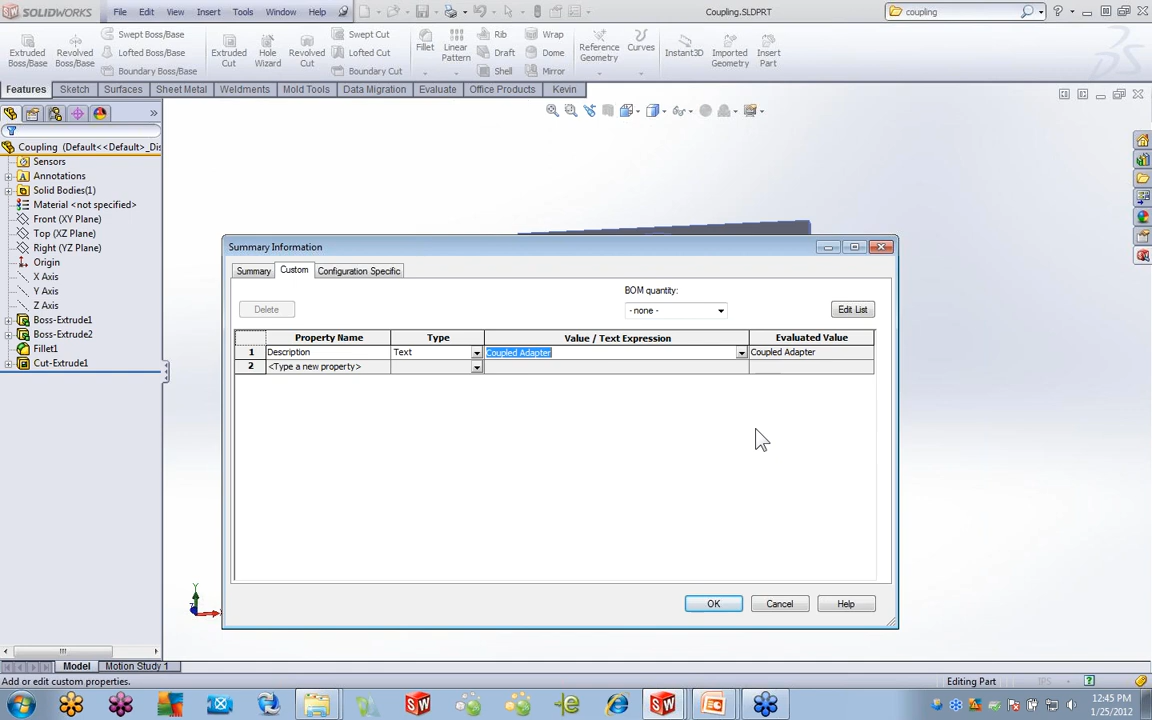 SOLIDWORKS File Edit View Insert Tools Window Help Coupling.SLDPRT coupling
Extruded Boss/Base
Revolved Boss/Base
Swept Boss/Base
Lofted Boss/Base
Boundary Boss/Base
Extruded Cut
Hole Wizard
Revolved Cut
Swept Cut
Lofted Cut
Boundary Cut
Fillet
Linear Pattern
Rib
Draft
Shell
Wrap
Dome
Mirror
Reference Geometry
Curves
Instant3D
Imported Geometry
Insert Part
Features Sketch Surfaces Sheet Metal Weldments Mold Tools Data Migration Evaluate Office Products Kevin
Coupling (Default<<Default>_Dis
Sensors
Annotations
Solid Bodies(1)
Material <not specified>
Front (XY Plane)
Top (XZ Plane)
Right (YZ Plane)
Origin
X Axis
Y Axis
Z Axis
Boss-Extrude1
Boss-Extrude2
Fillet1
Cut-Extrude1
Summary Information
Summary Custom Configuration Specific
BOM quantity:
Delete - none - Edit List
Property Name Type Value / Text Expression Evaluated Value
1 Description Text Coupled Adapter Coupled Adapter
2 <Type a new property>
OK Cancel Help
Y
Model Motion Study 1
Add or edit custom properties. Editing Part IPS
12:45 PM
1/25/2012